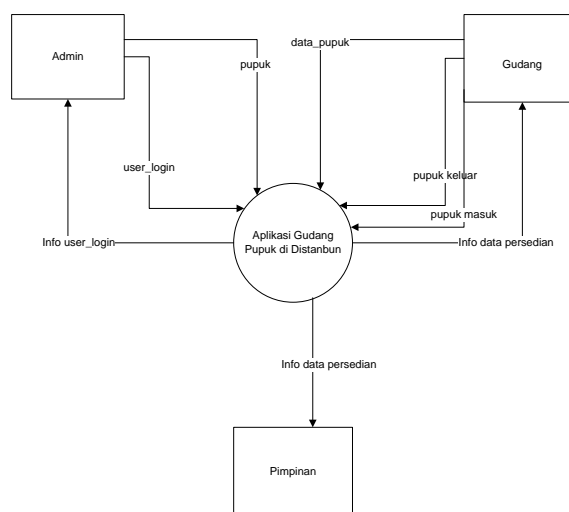 Admin
pupuk
data_pupuk
Gudang
user_login
pupuk keluar
pupuk masuk
Info user_login
Aplikasi Gudang
Pupuk di Distanbun
Info data persedian
Info data persedian
Pimpinan